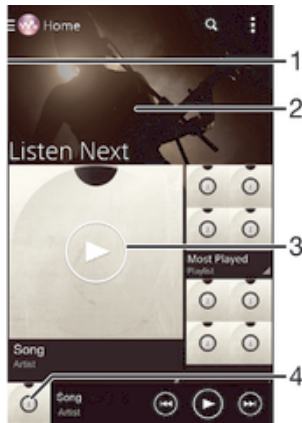 Home
1
2
Listen Next
3
Most Played
Playlist
Song
Artist
4
Song
Artist